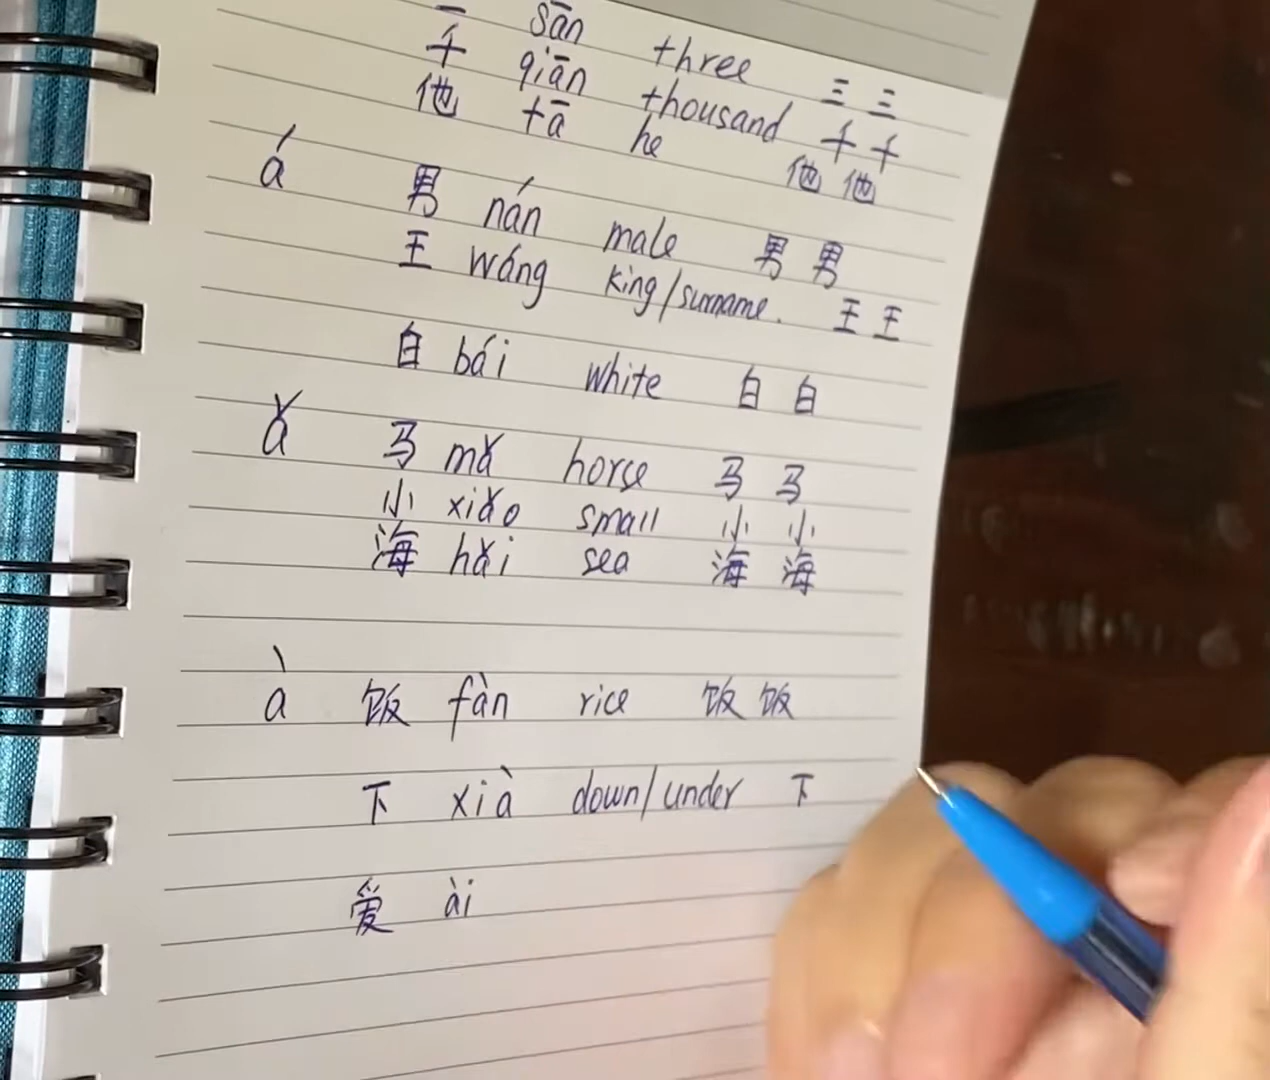 三 sān three 三 三
千 qiān thousand 千 千
他 tā he 他 他
á 男 nán male 男 男
王 wáng king/surname. 王 王
白 bái white 白 白
ǎ 马 mǎ horse 马 马
小 xiǎo small 小 小
海 hǎi sea 海 海
à 饭 fàn rice 饭 饭
下 xià down/under 下
爱 ài